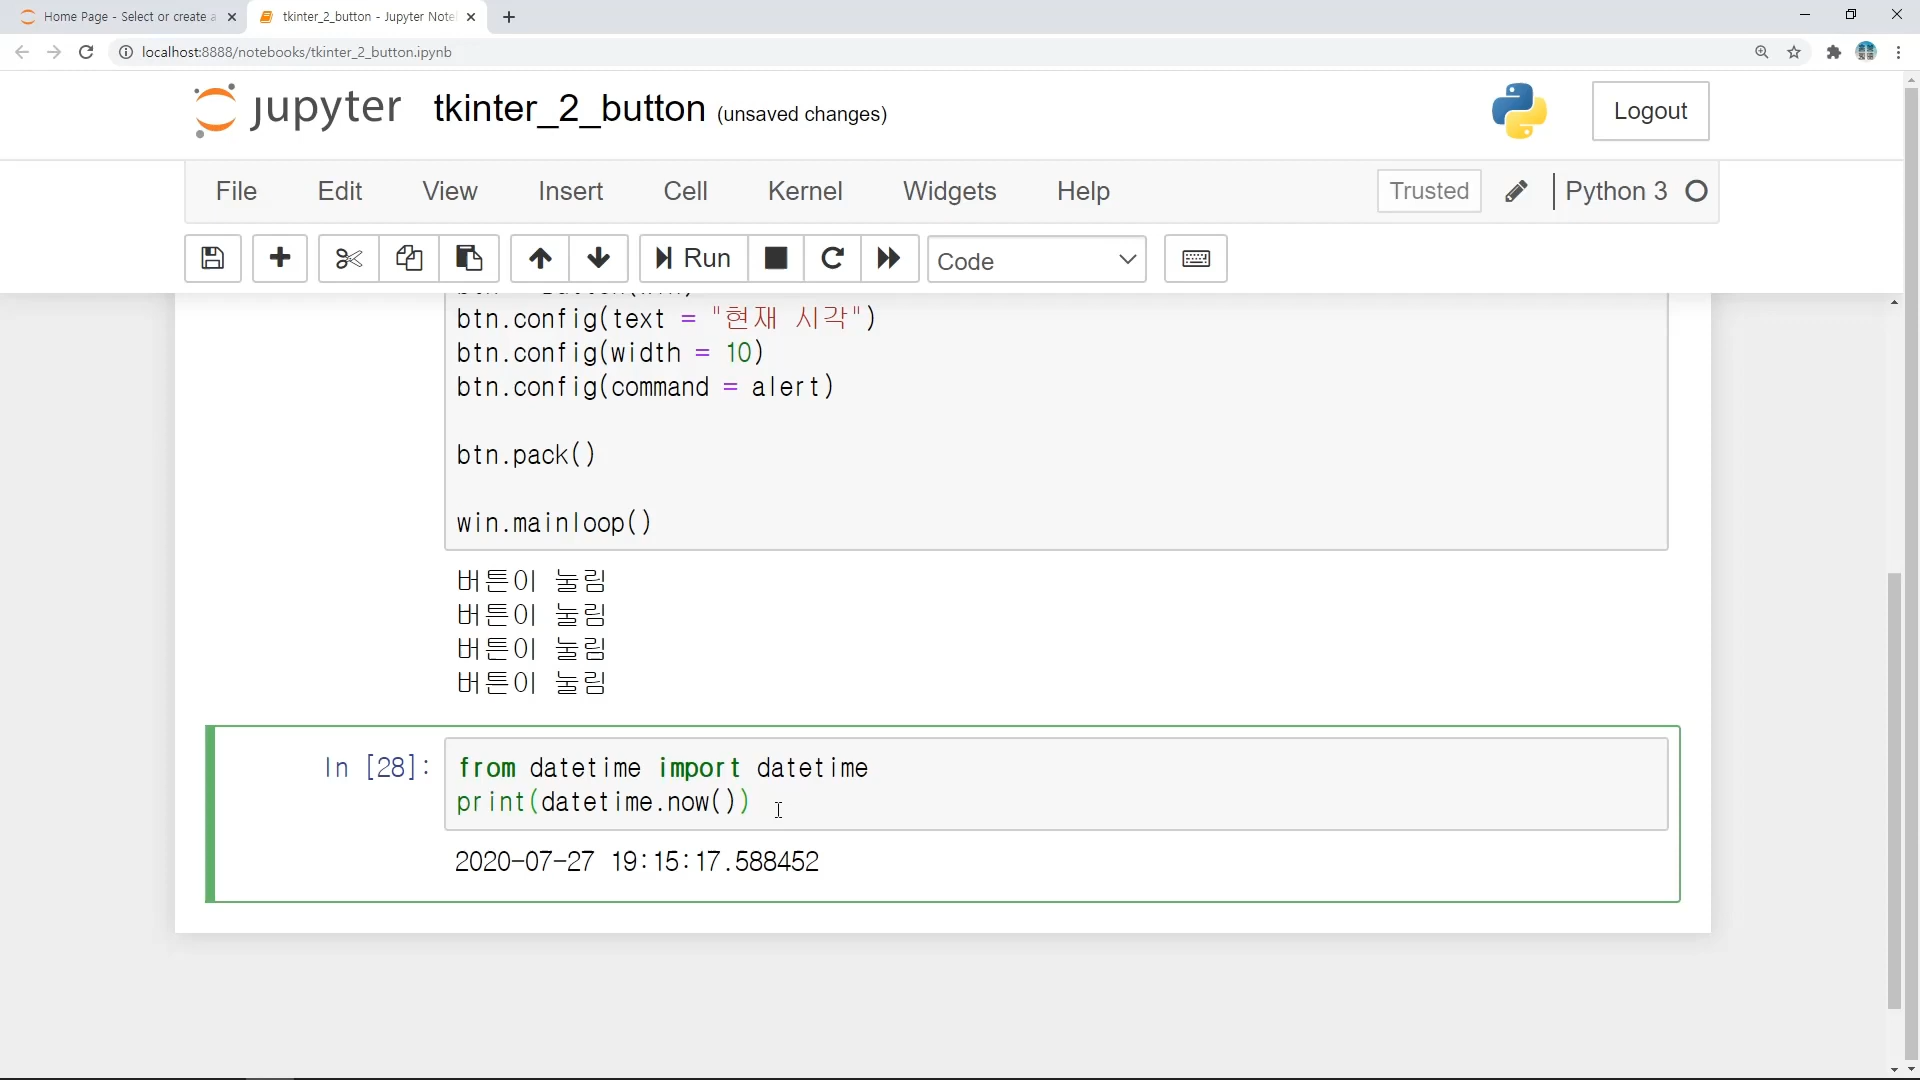 Home Page - Select or create a
tkinter_2_button - Jupyter Note
localhost:8888/notebooks/tkinter_2_button.ipynb
jupyter tkinter_2_button (unsaved changes)
Logout
File Edit View Insert Cell Kernel Widgets Help Trusted Python 3
Run Code
btn.config(text = "현재 시각")
btn.config(width = 10)
btn.config(command = alert)
btn.pack()
win.mainloop()
버튼이 눌림
버튼이 눌림
버튼이 눌림
버튼이 눌림
In [28]: from datetime import datetime
print(datetime.now())
2020-07-27 19:15:17.588452